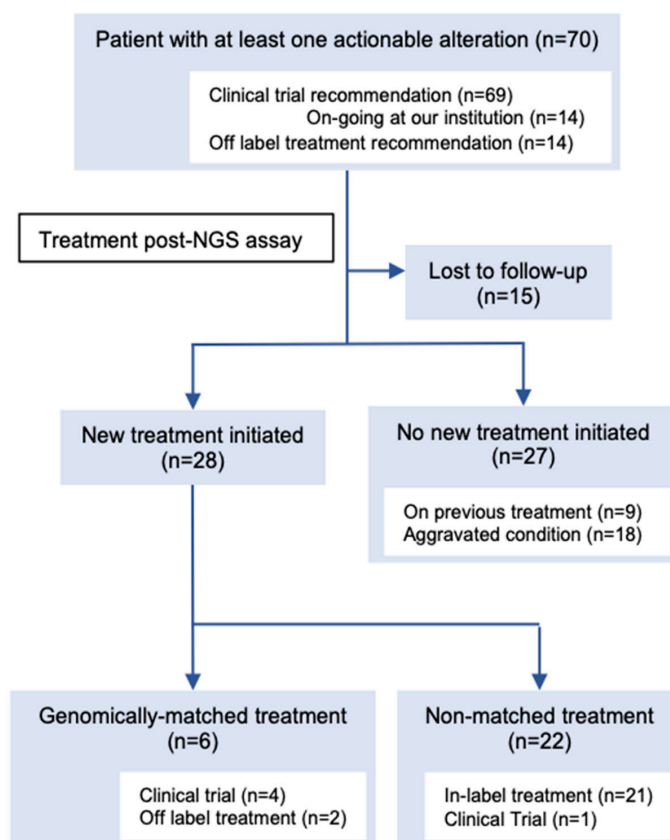 Patient with at least one actionable alteration (n=70)
Clinical trial recommendation (n=69)
On-going at our institution (n=14)
Off label treatment recommendation (n=14)
Treatment post-NGS assay
Lost to follow-up
(n=15)
New treatment initiated
(n=28)
No new treatment initiated
(n=27)
On previous treatment (n=9)
Aggravated condition (n=18)
Genomically-matched treatment
(n=6)
Clinical trial (n=4)
Off label treatment (n=2)
Non-matched treatment
(n=22)
In-label treatment (n=21)
Clinical Trial (n=1)